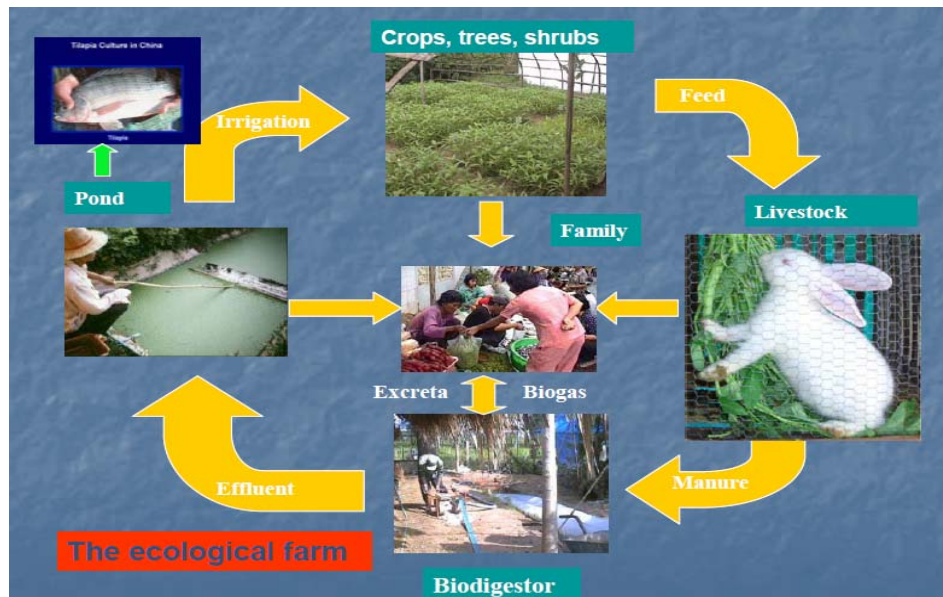 Tilapia Culture in China
Tilapia
Crops, trees, shrubs
Irrigation
Feed
Pond
Livestock
Family
Excreta
Biogas
Effluent
Manure
The ecological farm
Biodigestor